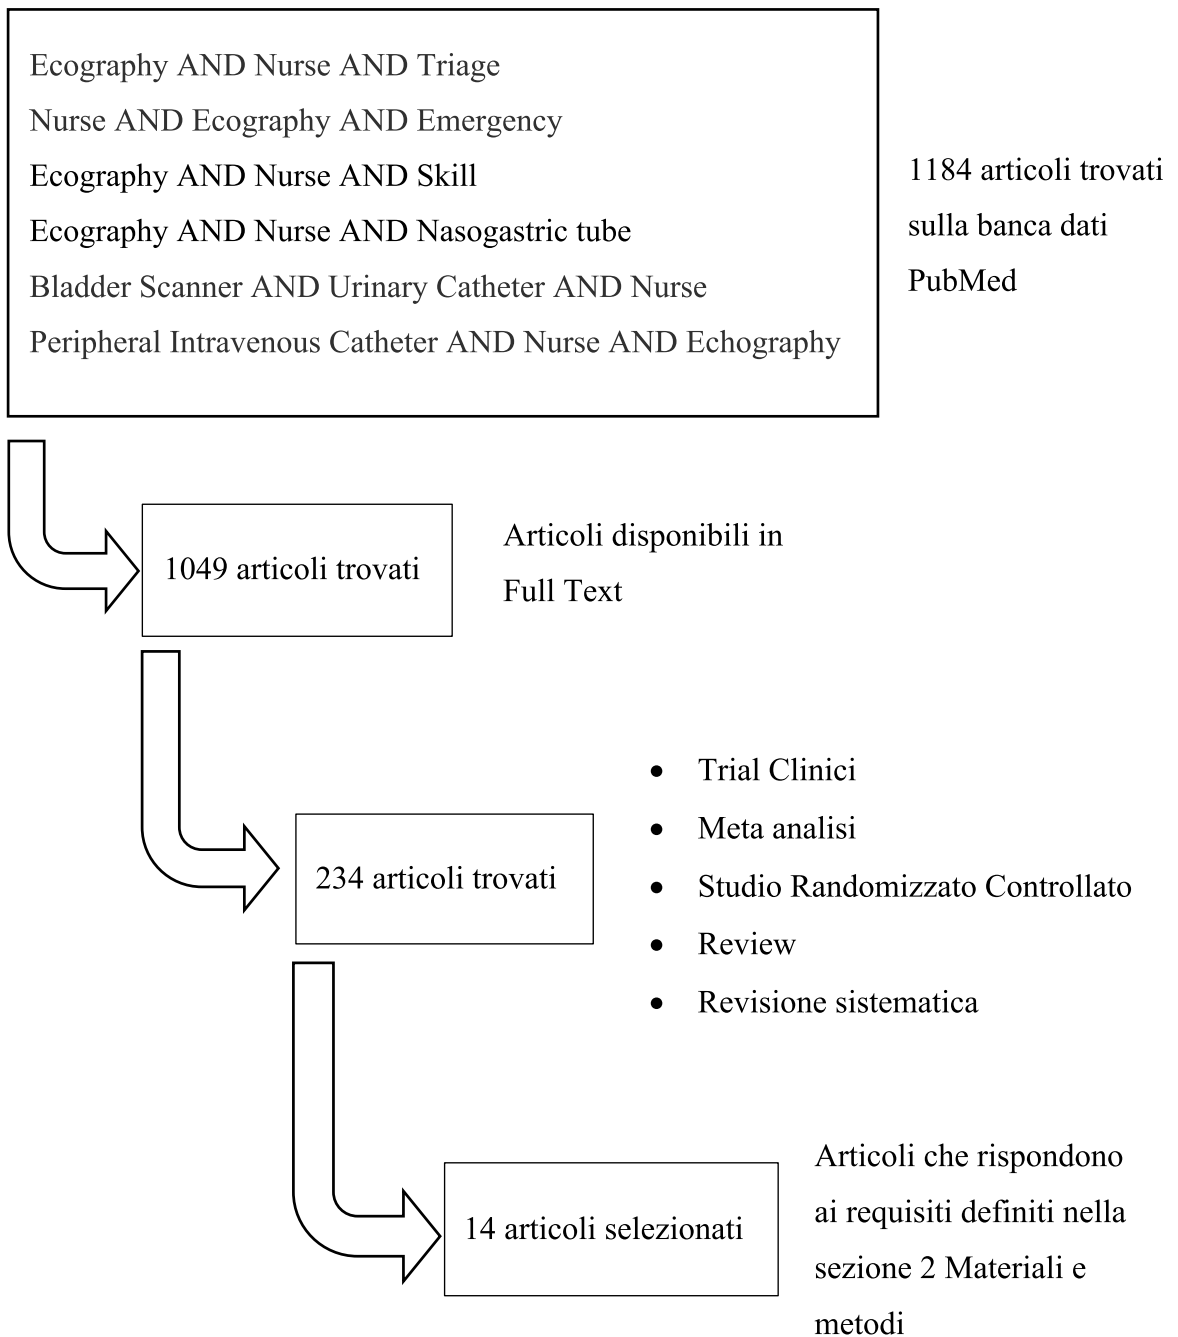 Ecography AND Nurse AND Triage
Nurse AND Ecography AND Emergency
Ecography AND Nurse AND Skill
Ecography AND Nurse AND Nasogastric tube
Bladder Scanner AND Urinary Catheter AND Nurse
Peripheral Intravenous Catheter AND Nurse AND Echography
1184 articoli trovati
sulla banca dati
PubMed
1049 articoli trovati
Articoli disponibili in
Full Text
234 articoli trovati
• Trial Clinici
• Meta analisi
• Studio Randomizzato Controllato
• Review
• Revisione sistematica
14 articoli selezionati
Articoli che rispondono
ai requisiti definiti nella
sezione 2 Materiali e
metodi